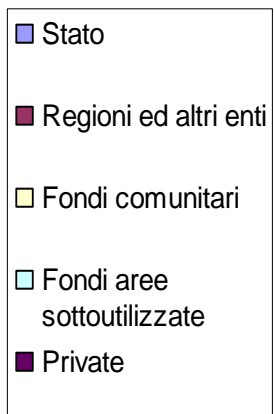 Stato
Regioni ed altri enti
Fondi comunitari
Fondi aree
sottoutilizzate
Private